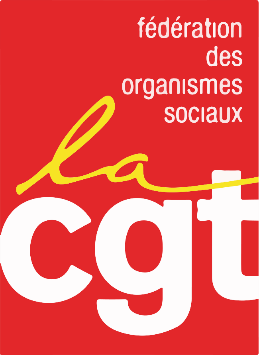 fédération
des
organismes
sociaux
la
cgt